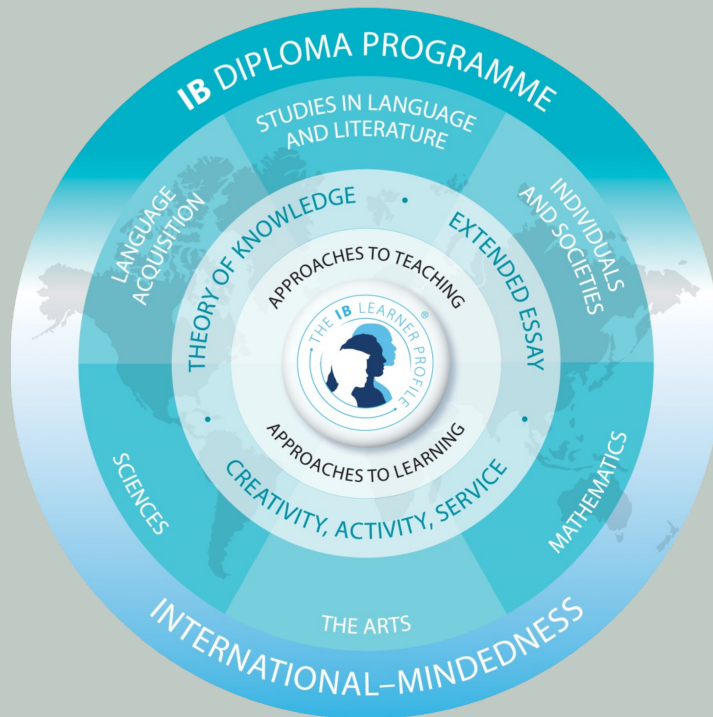 IB DIPLOMA PROGRAMME
STUDIES IN LANGUAGE
AND LITERATURE
LANGUAGE
ACQUISITION
INDIVIDUALS
AND SOCIETIES
THEORY OF KNOWLEDGE
EXTENDED ESSAY
APPROACHES TO TEACHING
THE IB LEARNER PROFILE ®
APPROACHES TO LEARNING
CREATIVITY, ACTIVITY, SERVICE
SCIENCES
MATHEMATICS
THE ARTS
INTERNATIONAL–MINDEDNESS